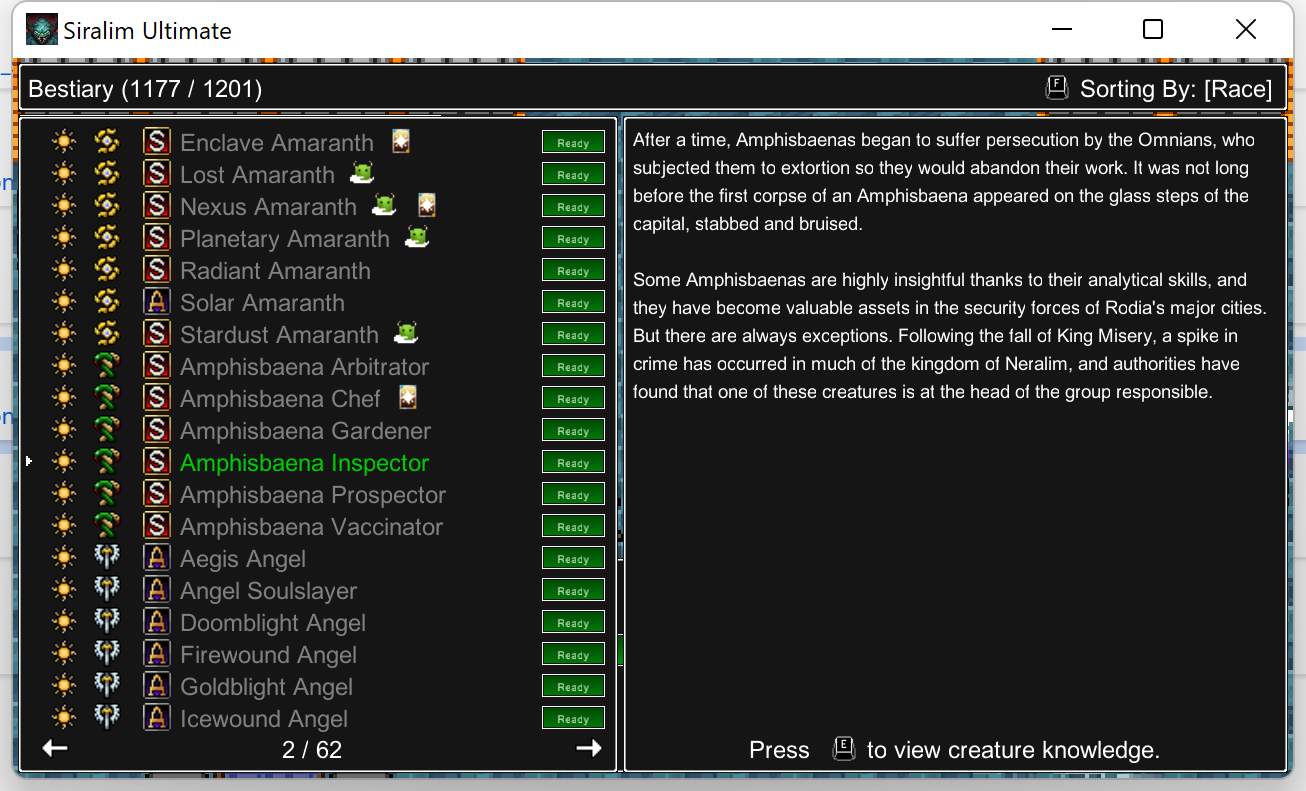 Siralim Ultimate
Bestiary (1177 / 1201)
F Sorting By: [Race]
S Enclave Amaranth Ready
S Lost Amaranth Ready
S Nexus Amaranth Ready
S Planetary Amaranth Ready
S Radiant Amaranth Ready
A Solar Amaranth Ready
S Stardust Amaranth Ready
S Amphisbaena Arbitrator Ready
S Amphisbaena Chef Ready
S Amphisbaena Gardener Ready
S Amphisbaena Inspector Ready
S Amphisbaena Prospector Ready
S Amphisbaena Vaccinator Ready
A Aegis Angel Ready
A Angel Soulslayer Ready
A Doomblight Angel Ready
A Firewound Angel Ready
A Goldblight Angel Ready
A Icewound Angel Ready
2 / 62
After a time, Amphisbaenas began to suffer persecution by the Omnians, who
subjected them to extortion so they would abandon their work. It was not long
before the first corpse of an Amphisbaena appeared on the glass steps of the
capital, stabbed and bruised.
Some Amphisbaenas are highly insightful thanks to their analytical skills, and
they have become valuable assets in the security forces of Rodia's major cities.
But there are always exceptions. Following the fall of King Misery, a spike in
crime has occurred in much of the kingdom of Neralim, and authorities have
found that one of these creatures is at the head of the group responsible.
Press E to view creature knowledge.